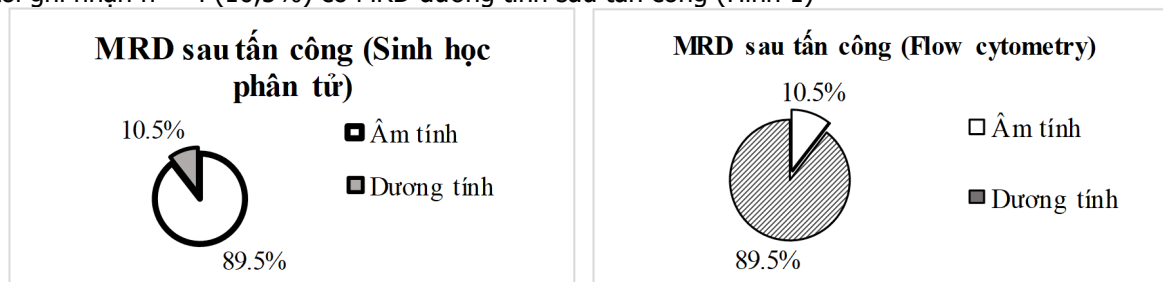 MRD sau tấn công (Sinh học
phân tử)
10.5%
Âm tính
Dương tính
89.5%
MRD sau tấn công (Flow cytometry)
10.5%
Âm tính
Dương tính
89.5%